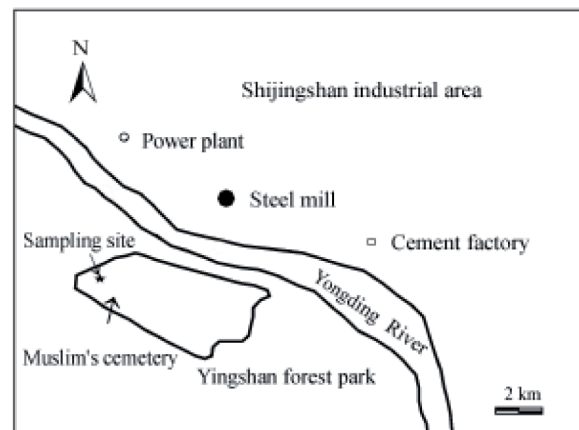 N
Shijingshan industrial area
Power plant
Steel mill
Sampling site
Cement factory
Yongding River
Muslim's cemetery
Yingshan forest park
2 km